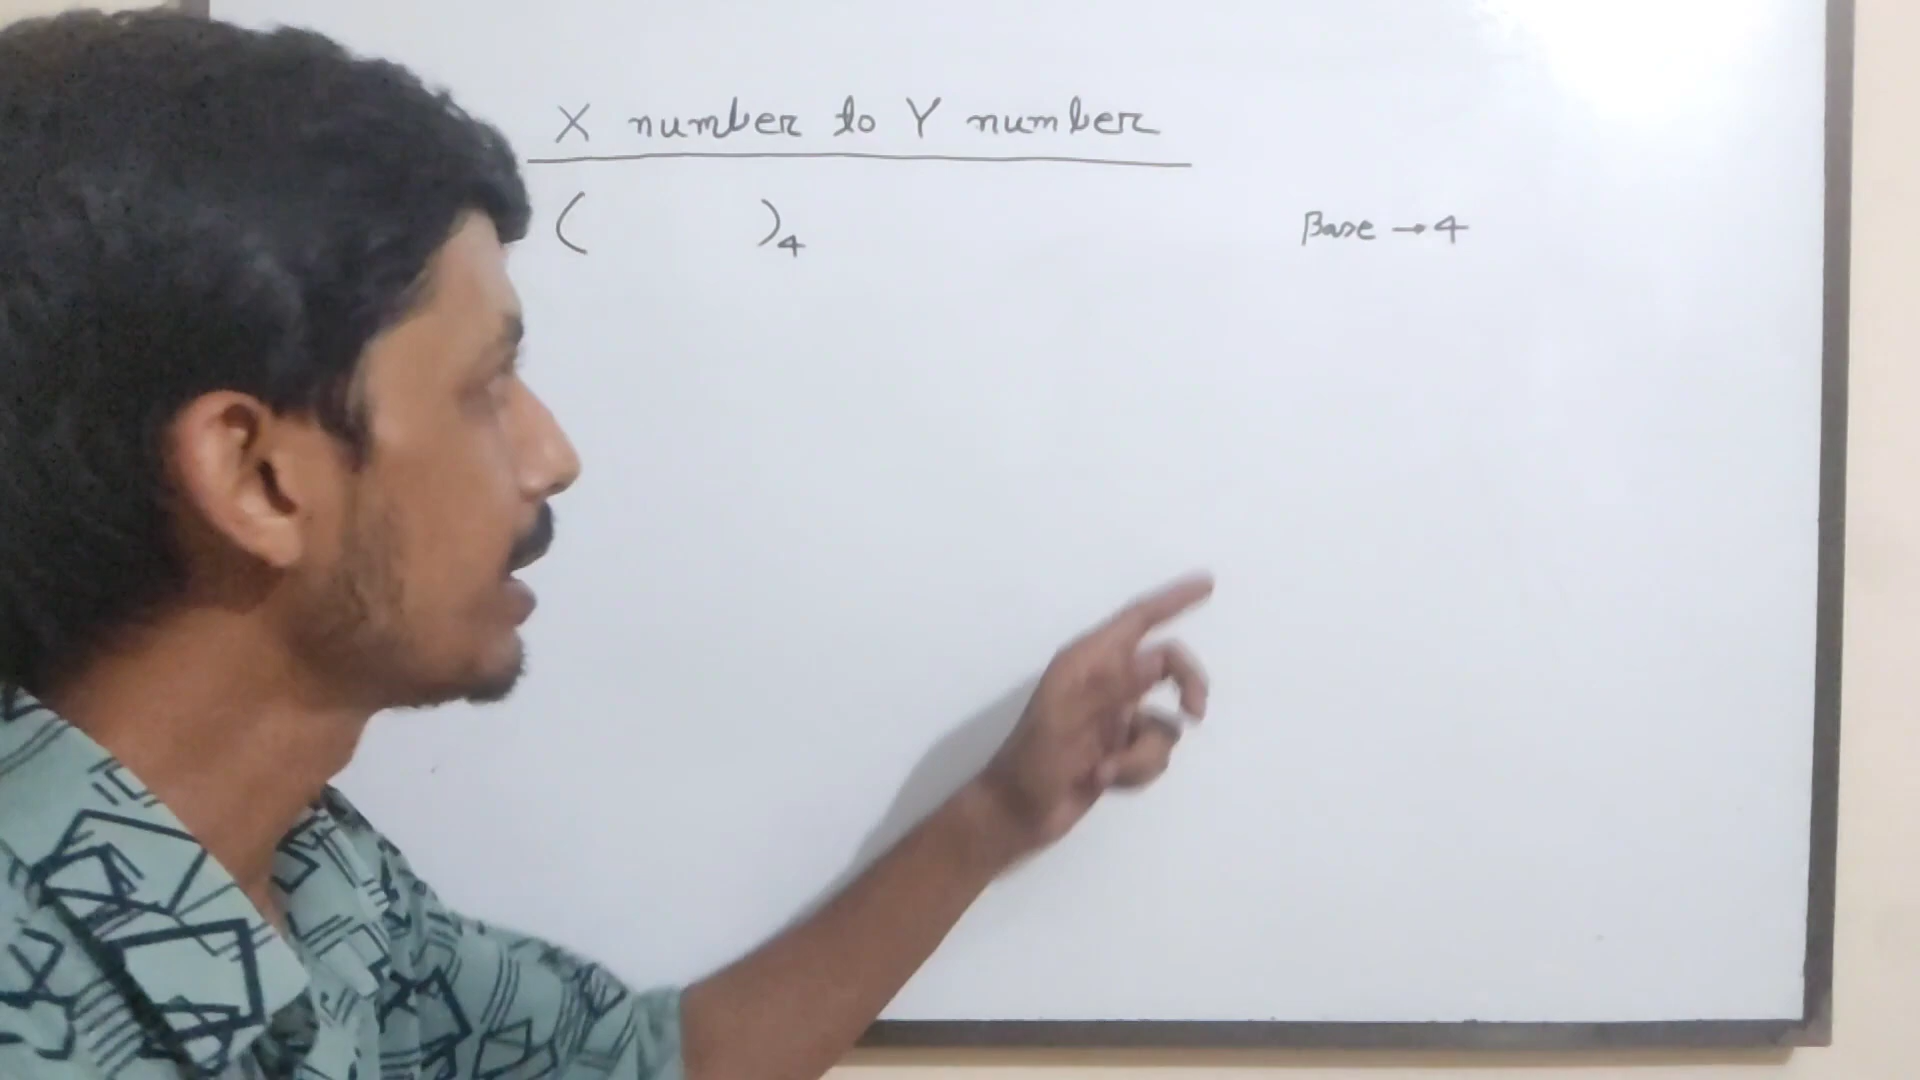 X number to Y number
(   )₄   Base → 4